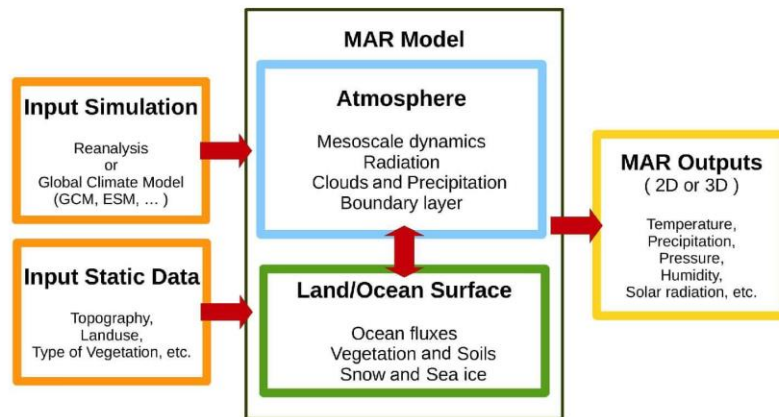 MAR Model
Input Simulation
Reanalysis
or
Global Climate Model
(GCM, ESM, ... )
Input Static Data
Topography,
Landuse,
Type of Vegetation, etc.
Atmosphere
Mesoscale dynamics
Radiation
Clouds and Precipitation
Boundary layer
Land/Ocean Surface
Ocean fluxes
Vegetation and Soils
Snow and Sea ice
MAR Outputs
( 2D or 3D )
Temperature,
Precipitation,
Pressure,
Humidity,
Solar radiation, etc.